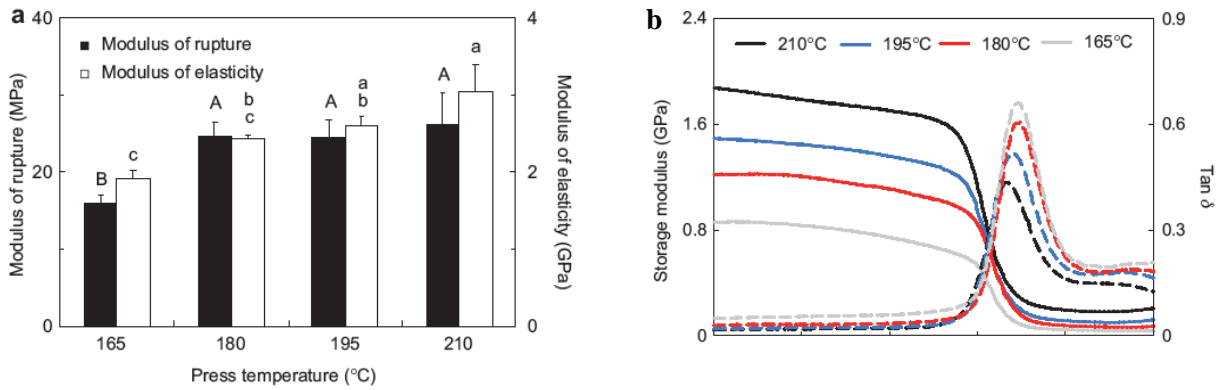 a
40
20
0
Modulus of rupture (MPa)
Modulus of rupture
Modulus of elasticity
B
c
A
b
c
A
a
b
A
a
4
2
0
Modulus of elasticity (GPa)
165
180
195
210
Press temperature (°C)
b
2.4
1.6
0.8
0
Storage modulus (GPa)
210°C
195°C
180°C
165°C
0.9
0.6
0.3
0
Tan δ